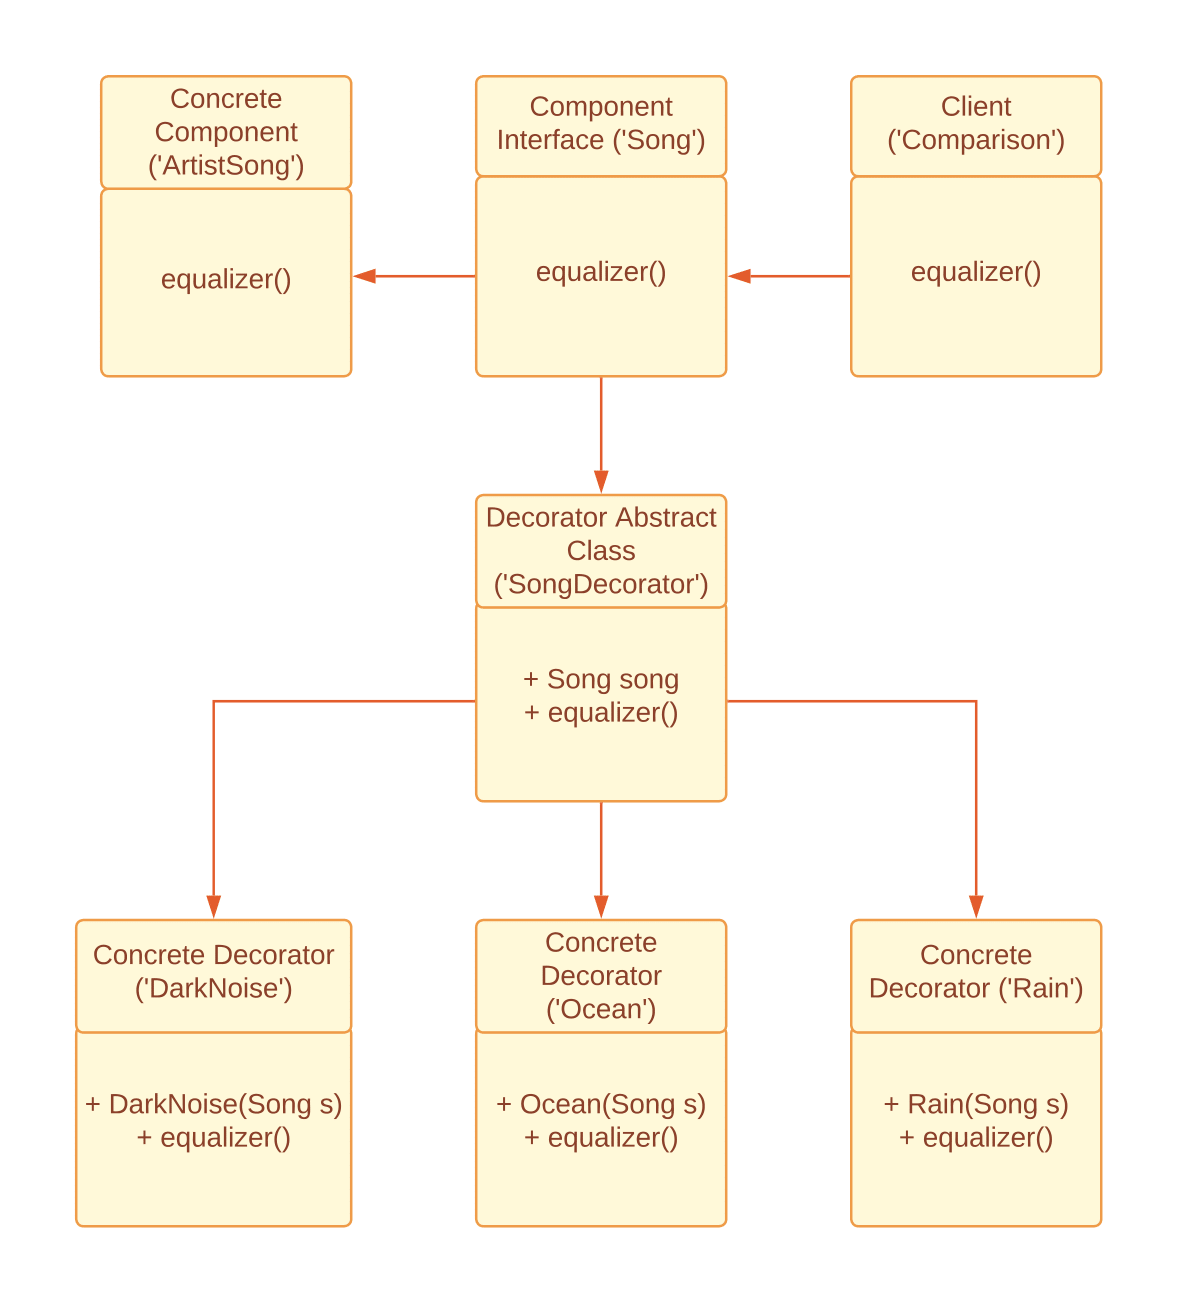 Concrete
Component
('ArtistSong')
equalizer()
Component
Interface ('Song')
equalizer()
Client
('Comparison')
equalizer()
Decorator Abstract
Class
('SongDecorator')
+ Song song
+ equalizer()
Concrete Decorator
('DarkNoise')
+ DarkNoise(Song s)
+ equalizer()
Concrete
Decorator
('Ocean')
+ Ocean(Song s)
+ equalizer()
Concrete
Decorator ('Rain')
+ Rain(Song s)
+ equalizer()